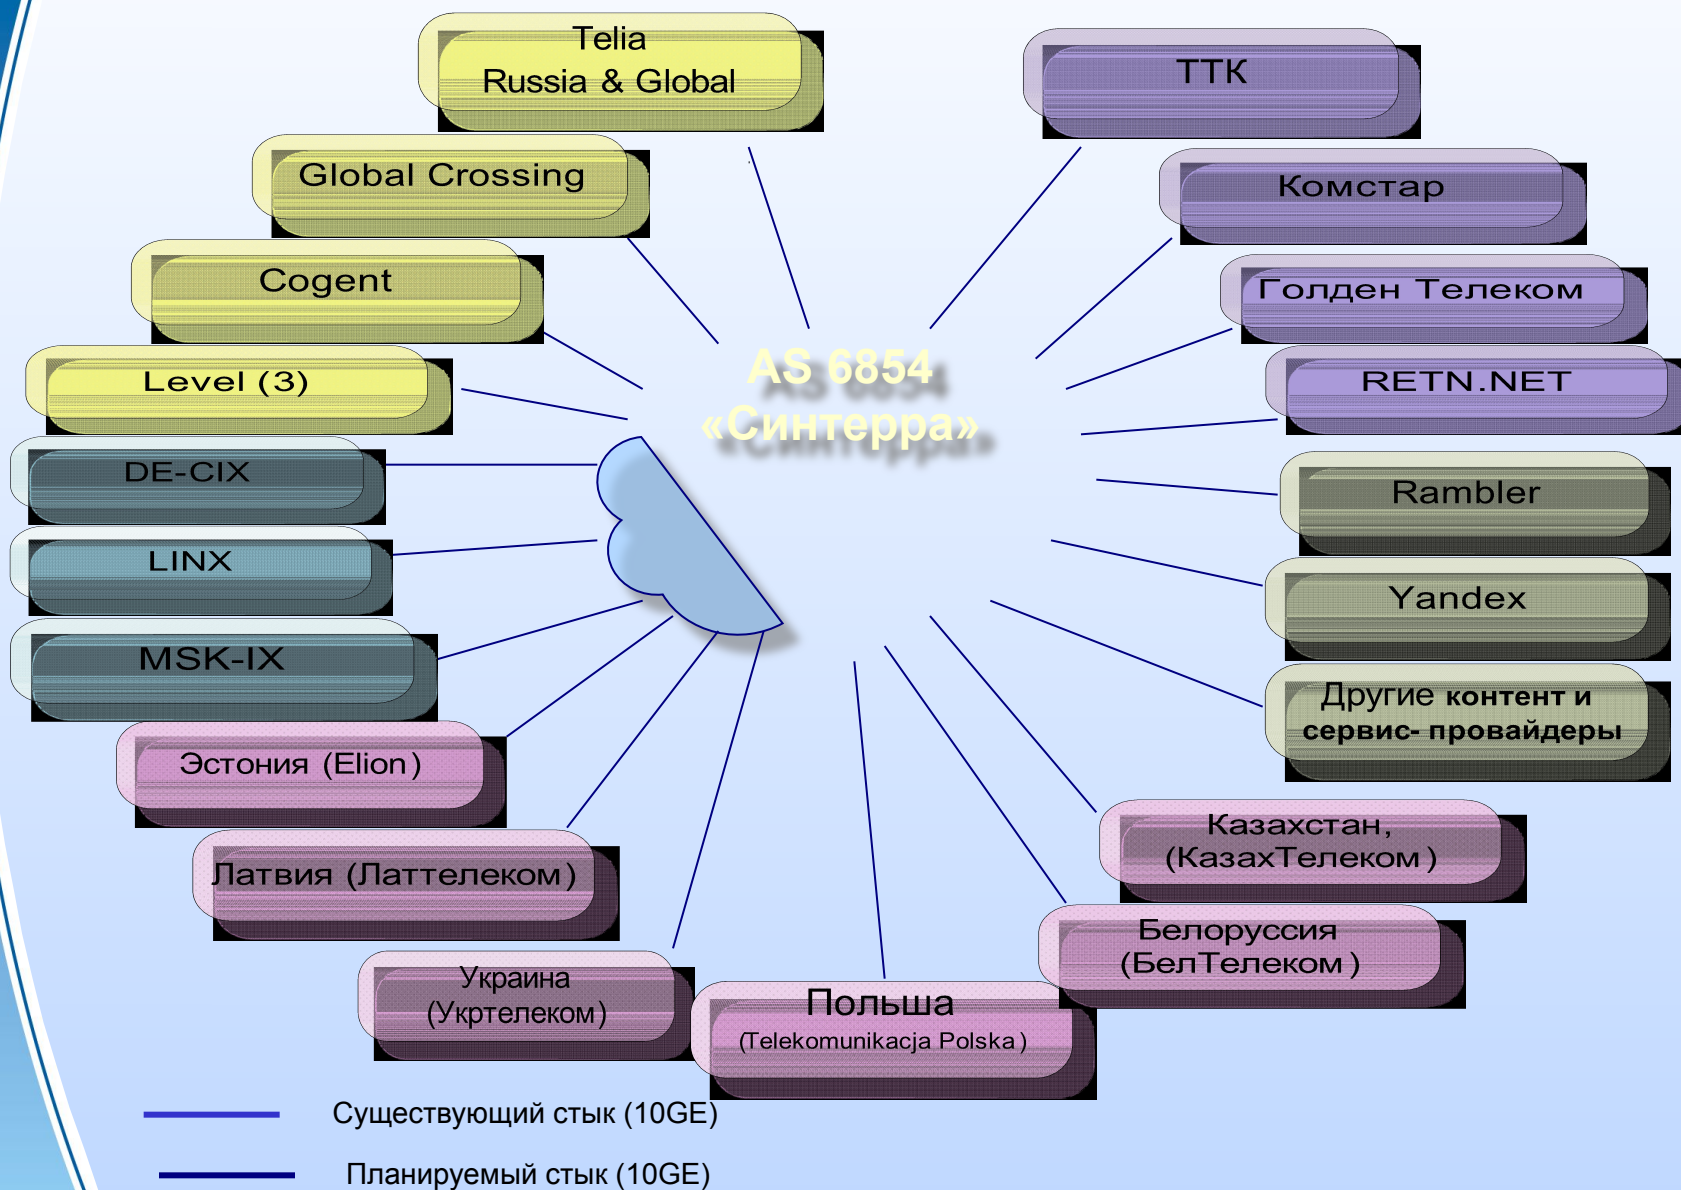 Telia
Russia & Global
Global Crossing
Cogent
Level (3)
DE-CIX
LINX
MSK-IX
Эстония (Elion)
Латвия (Латтелеком)
Украина
(Укртелеком)
Польша
(Telekomunikacja Polska)
Белоруссия
(БелТелеком)
Казахстан,
(КазахТелеком)
Другие контент и
сервис- провайдеры
Yandex
Rambler
RETN.NET
Голден Телеком
Комстар
ТТК
AS 6854
«Синтерра»
Существующий стык (10GE)
Планируемый стык (10GE)